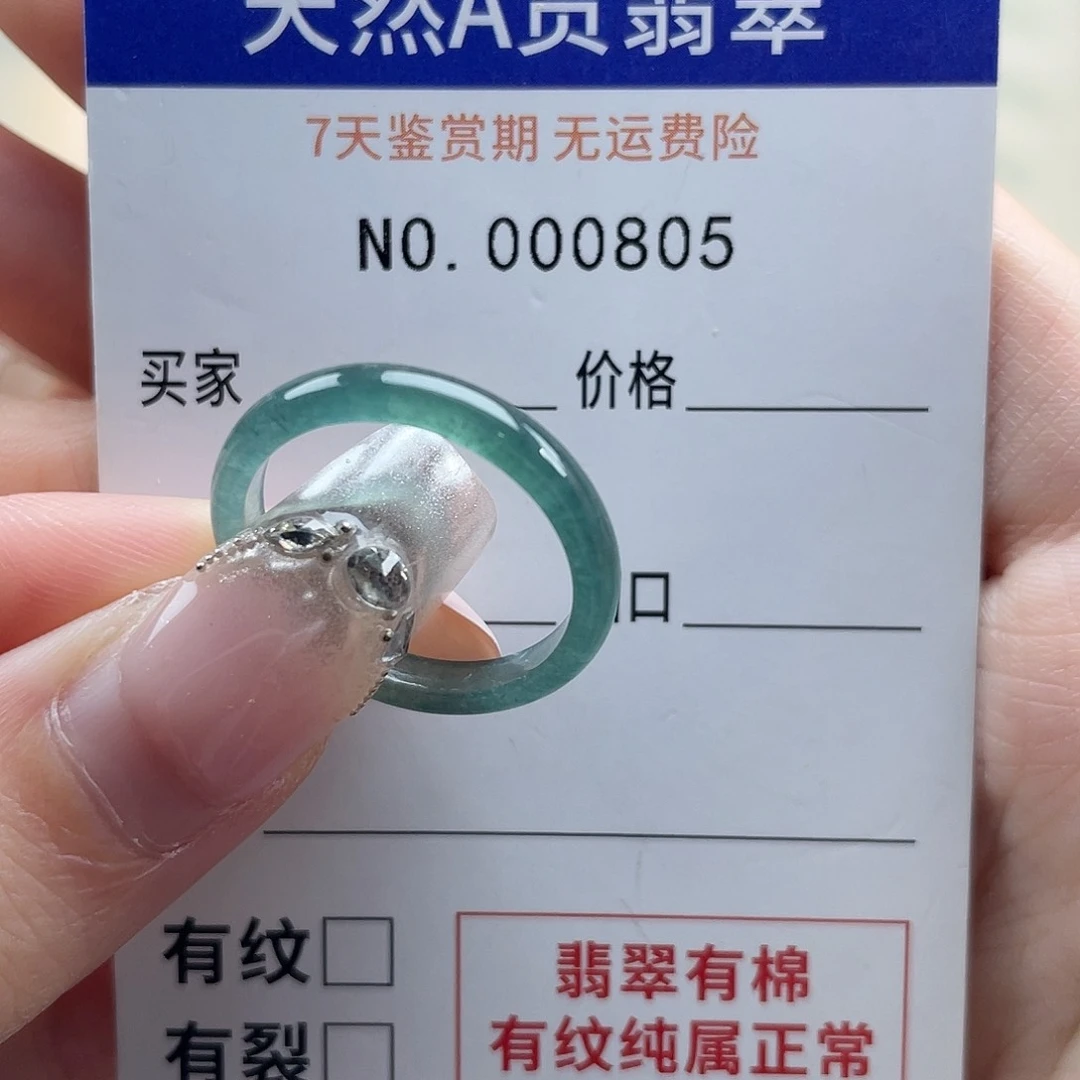 天然A货翡翠
7天鉴赏期 无运费险
NO.000805
买家 价格
口
有纹
翡翠有棉
有纹纯属正常
有裂